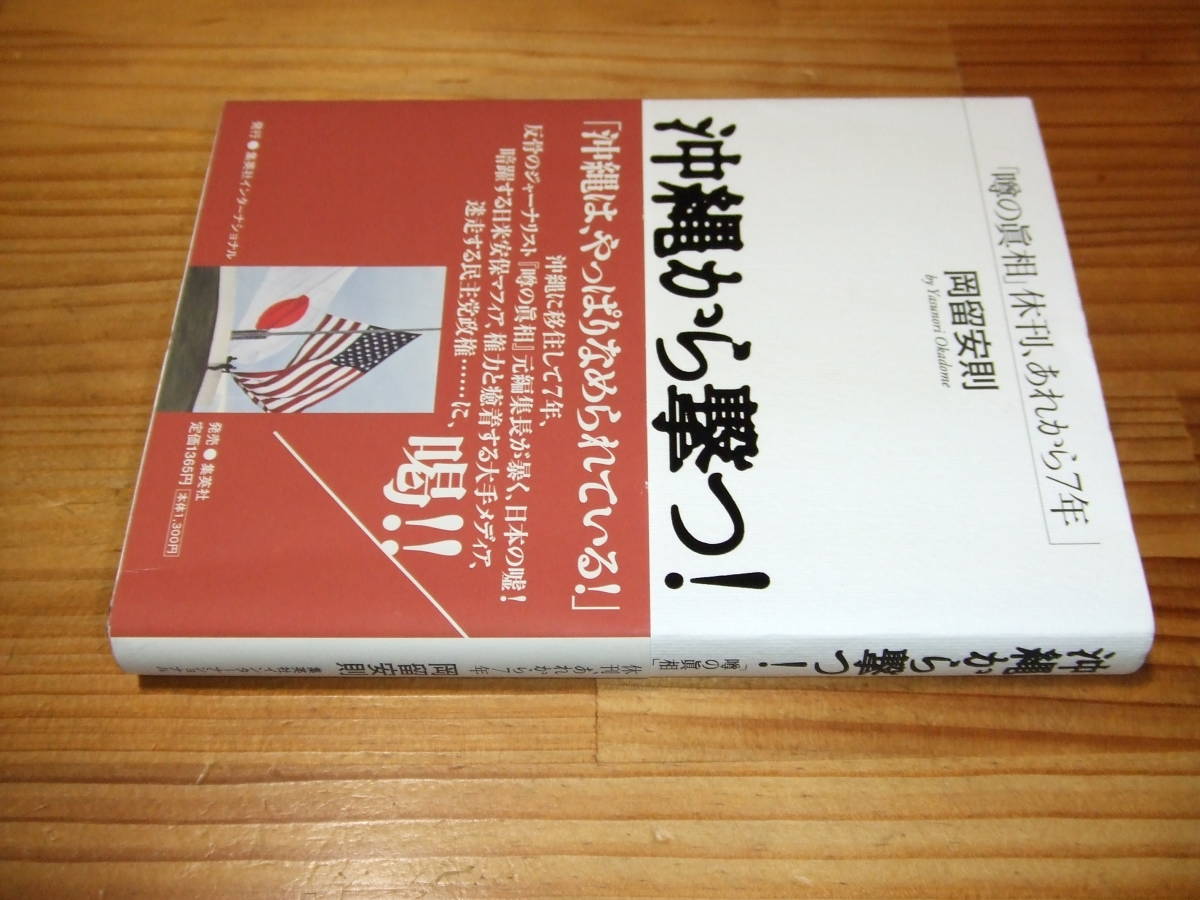 「噂の眞相」休刊、あれから7年
岡留安則
by Yasunori Okadome
沖縄から撃つ!
「沖縄は、やっぱりなめられている!」
沖縄に移住して7年、
反骨のジャーナリスト『噂の眞相』元編集長が暴く、日本の嘘!
暗躍する日米安保マフィア、権力と癒着する大手メディア、
迷走する民主党政権……に、
喝!!
発行●集英社インターナショナル
発売●集英社
定価1365円 本体1,300円
沖縄から撃つ!
「噂の眞相」
休刊、あれから7年
岡留安則
集英社インターナショナル